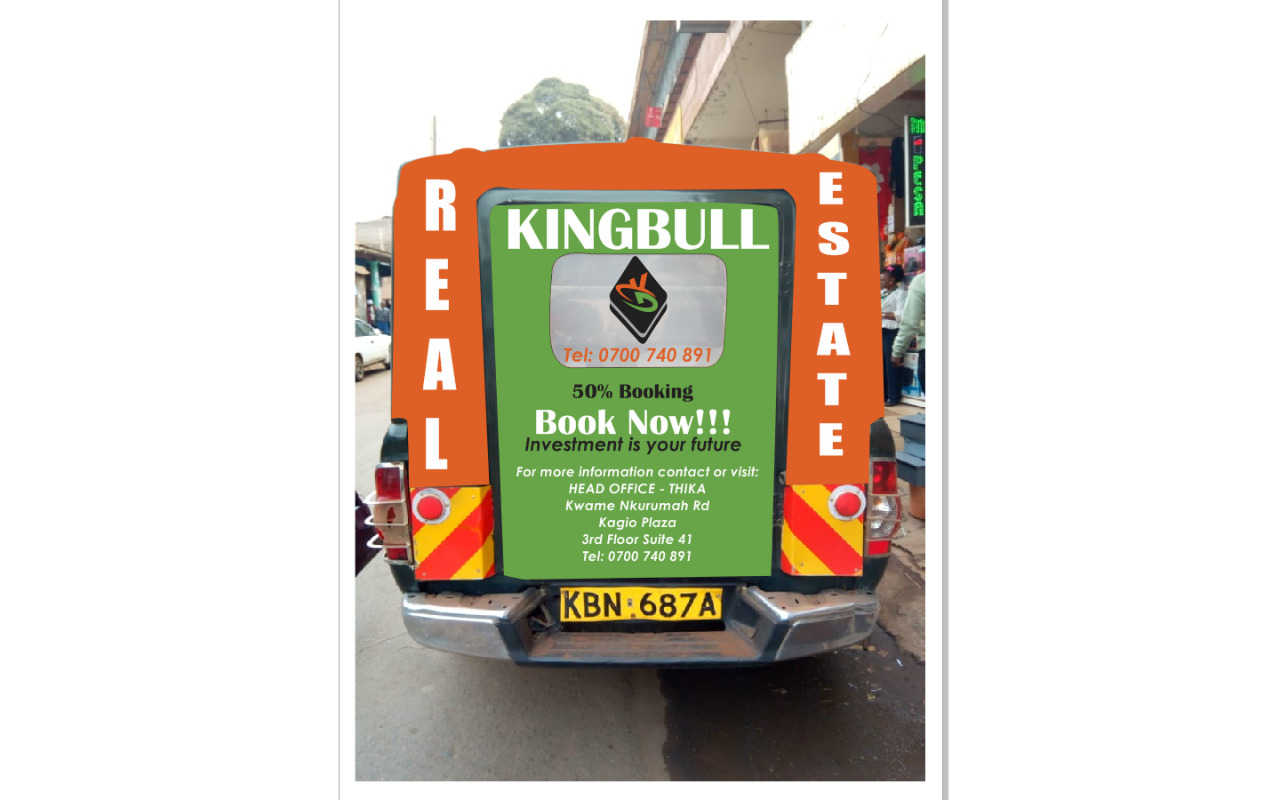 REAL
ESTATE
KINGBULL
Tel: 0700 740 891
50% Booking
Book Now!!!
Investment is your future
For more information contact or visit:
HEAD OFFICE - THIKA
Kwame Nkurumah Rd
Kagio Plaza
3rd Floor Suite 41
Tel: 0700 740 891
KBN 687A